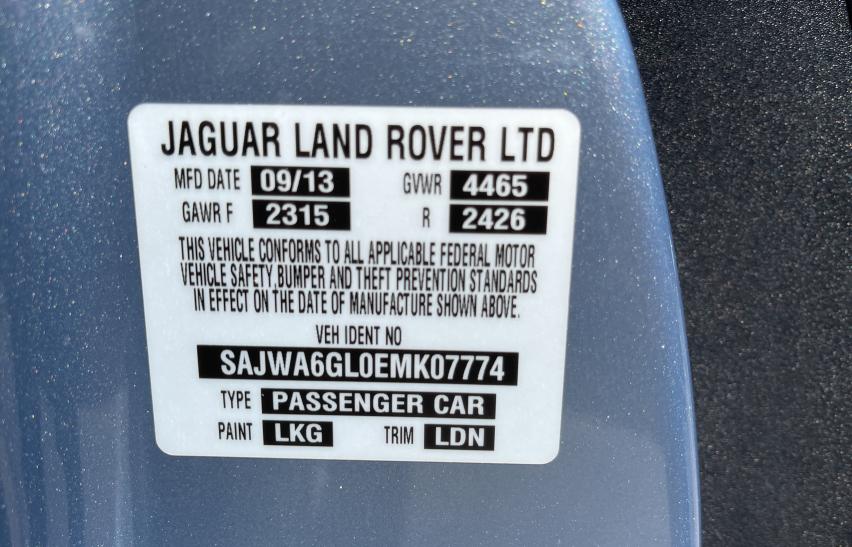 JAGUAR LAND ROVER LTD
MFD DATE 09/13 GVWR 4465
GAWR F 2315 R 2426
THIS VEHICLE CONFORMS TO ALL APPLICABLE FEDERAL MOTOR
VEHICLE SAFETY,BUMPER AND THEFT PREVENTION STANDARDS
IN EFFECT ON THE DATE OF MANUFACTURE SHOWN ABOVE.
VEH IDENT NO
SAJWA6GL0EMK07774
TYPE PASSENGER CAR
PAINT LKG TRIM LDN